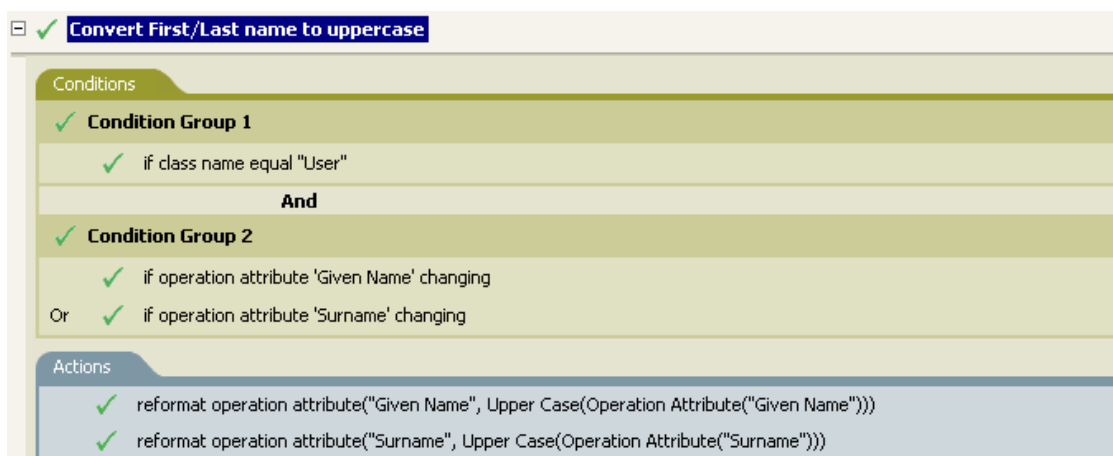 Convert First/Last name to uppercase
Conditions
Condition Group 1
if class name equal "User"
And
Condition Group 2
if operation attribute 'Given Name' changing
Or if operation attribute 'Surname' changing
Actions
reformat operation attribute("Given Name", Upper Case(Operation Attribute("Given Name")))
reformat operation attribute("Surname", Upper Case(Operation Attribute("Surname")))